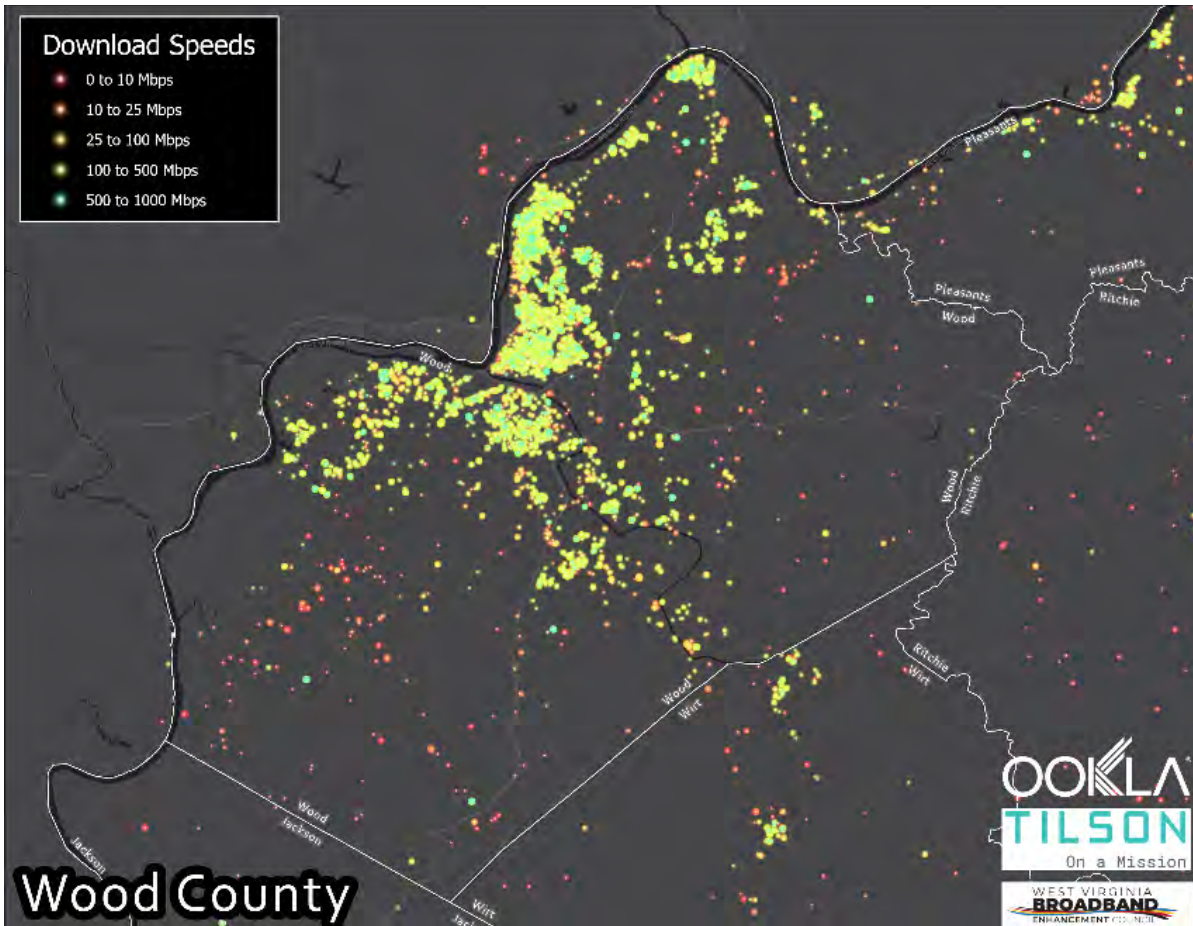 Download Speeds
0 to 10 Mbps
10 to 25 Mbps
25 to 100 Mbps
100 to 500 Mbps
500 to 1000 Mbps
Pleasants
Pleasants
Ritchie
Pleasants
Wood
Wood
Wood
Ritchie
Ritchie
Wirt
Wood
Wirt
Wood
Jackson
Jackson
Wirt
OOKLA
TILSON
On a Mission
Wood County
WEST VIRGINIA
BROADBAND
ENHANCEMENT COUNCIL